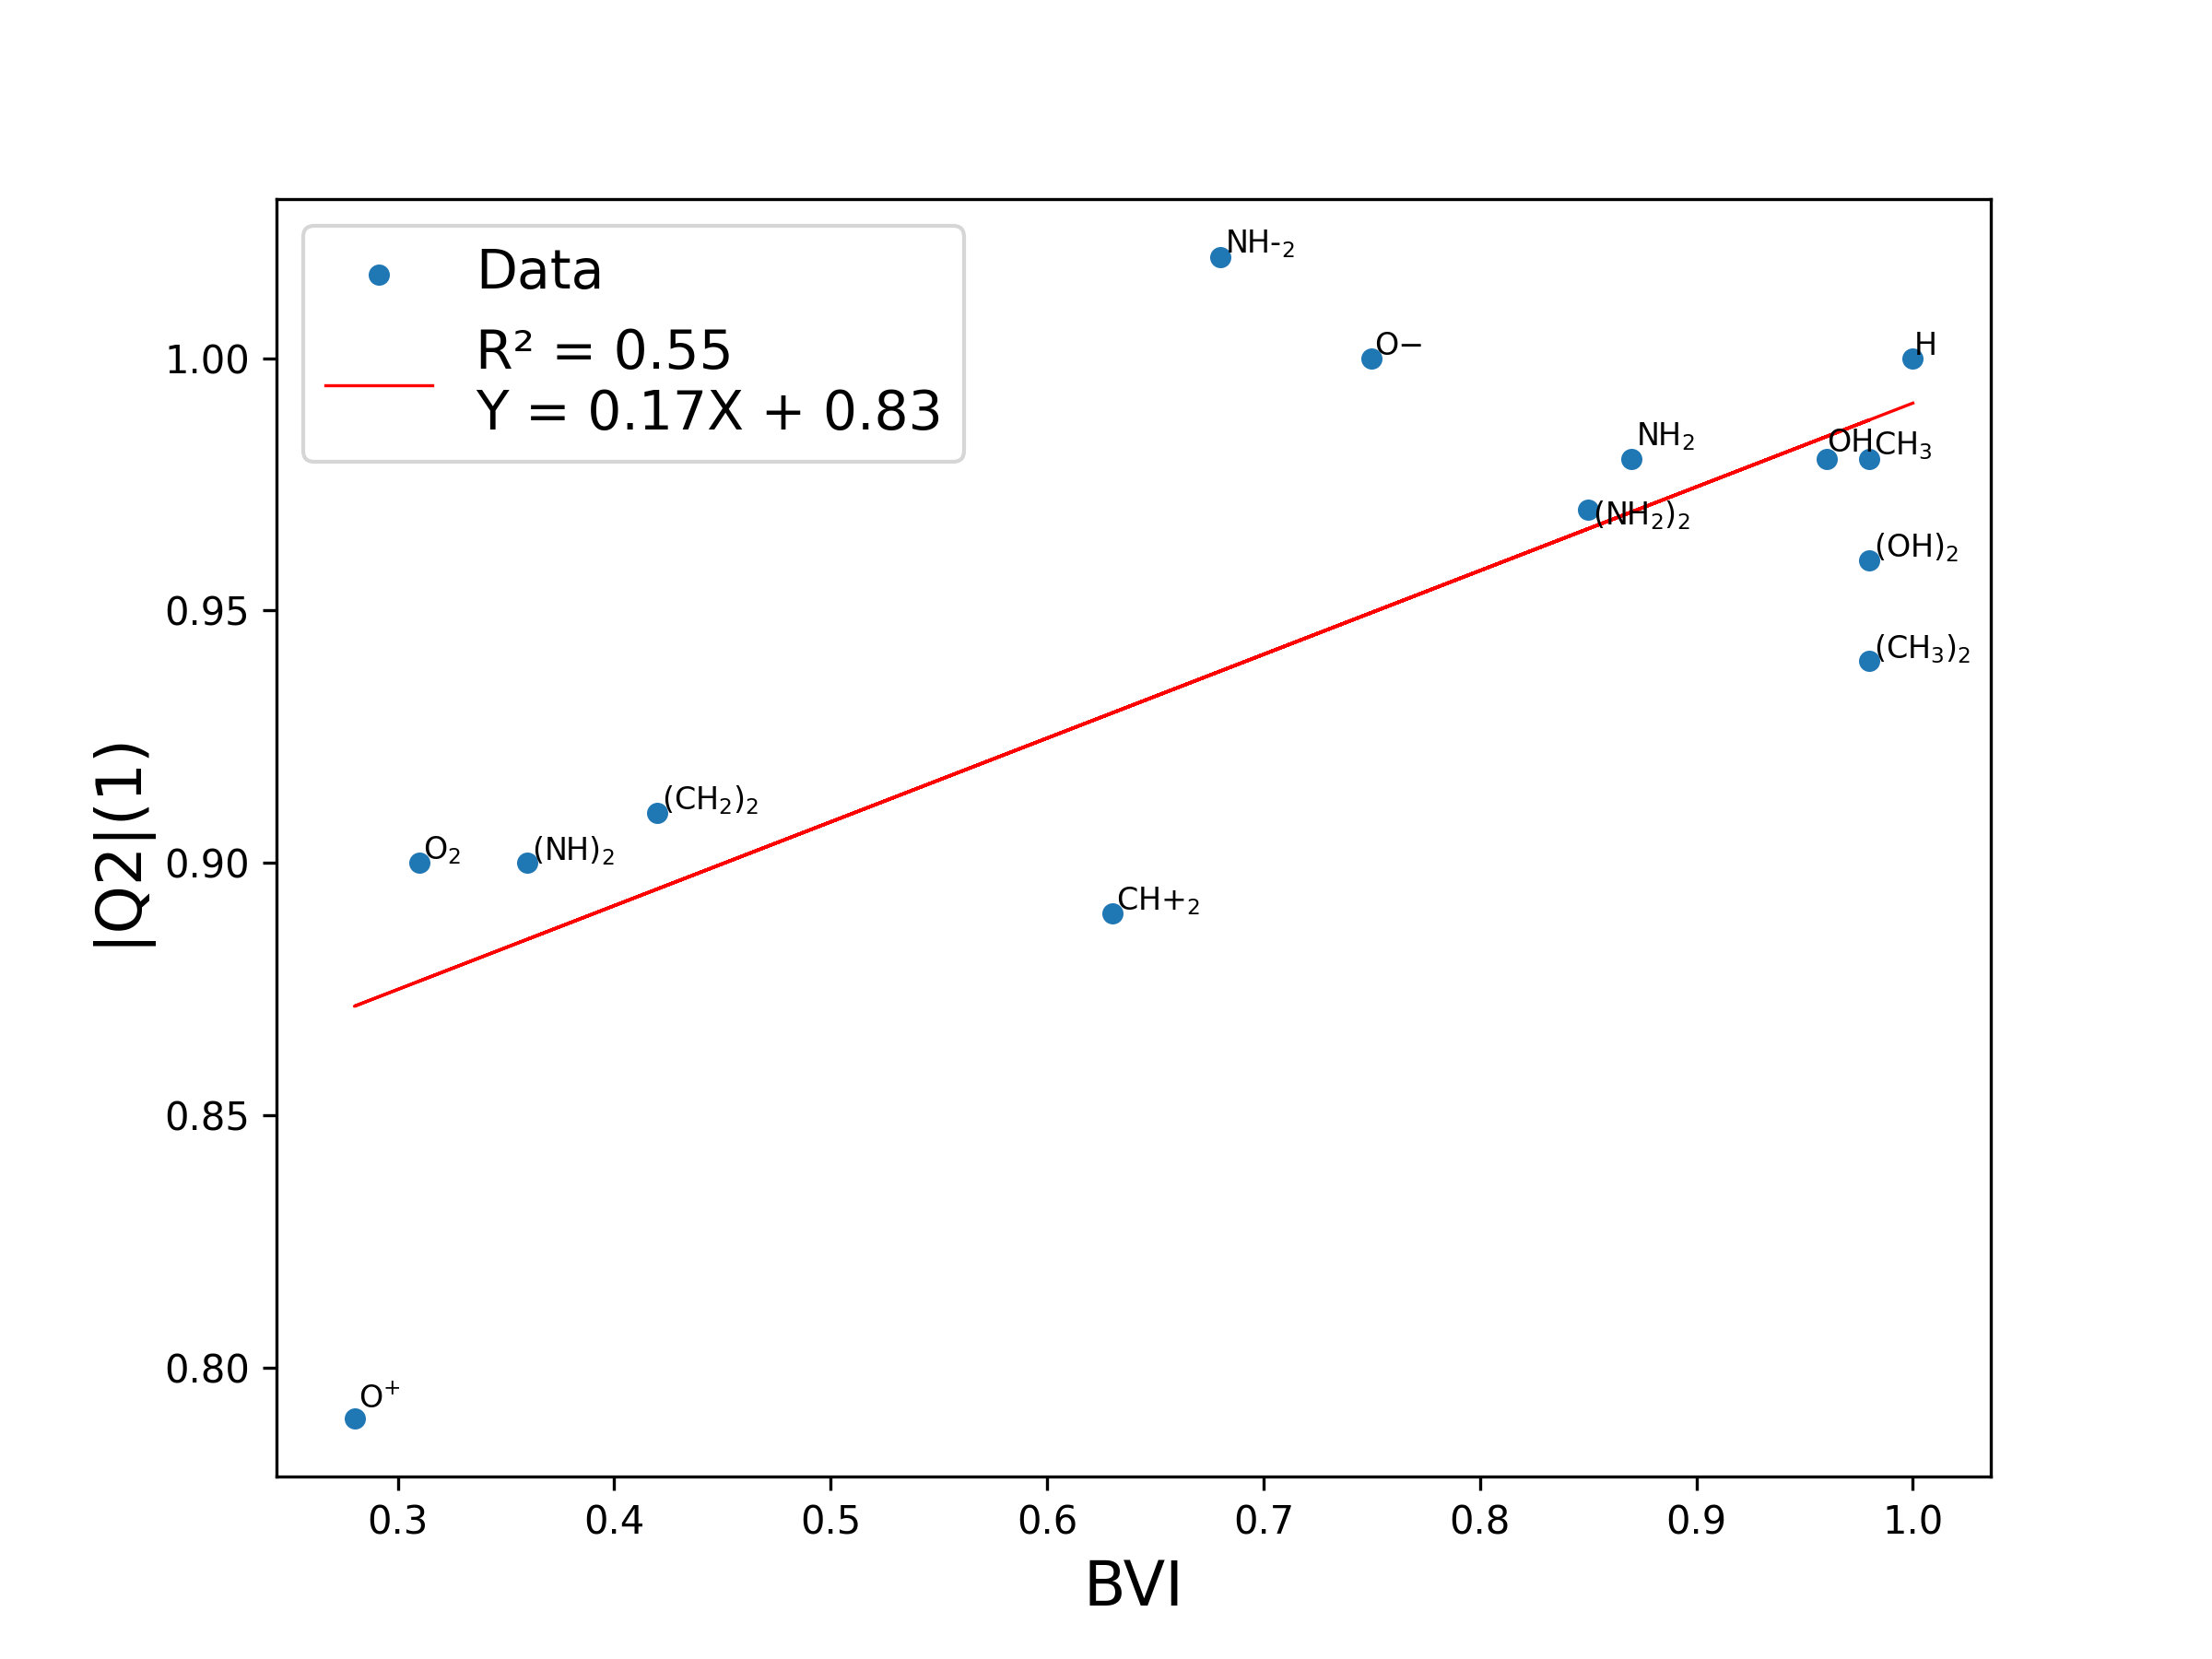 Data
R² = 0.55
Y = 0.17X + 0.83
NH-₂
O−
H
NH₂
OH
CH₃
(NH₂)₂
(OH)₂
(CH₃)₂
(CH₂)₂
O₂
(NH)₂
CH+₂
O⁺
1.00
0.95
0.90
0.85
0.80
|Q2|(1)
0.3
0.4
0.5
0.6
0.7
0.8
0.9
1.0
BVI